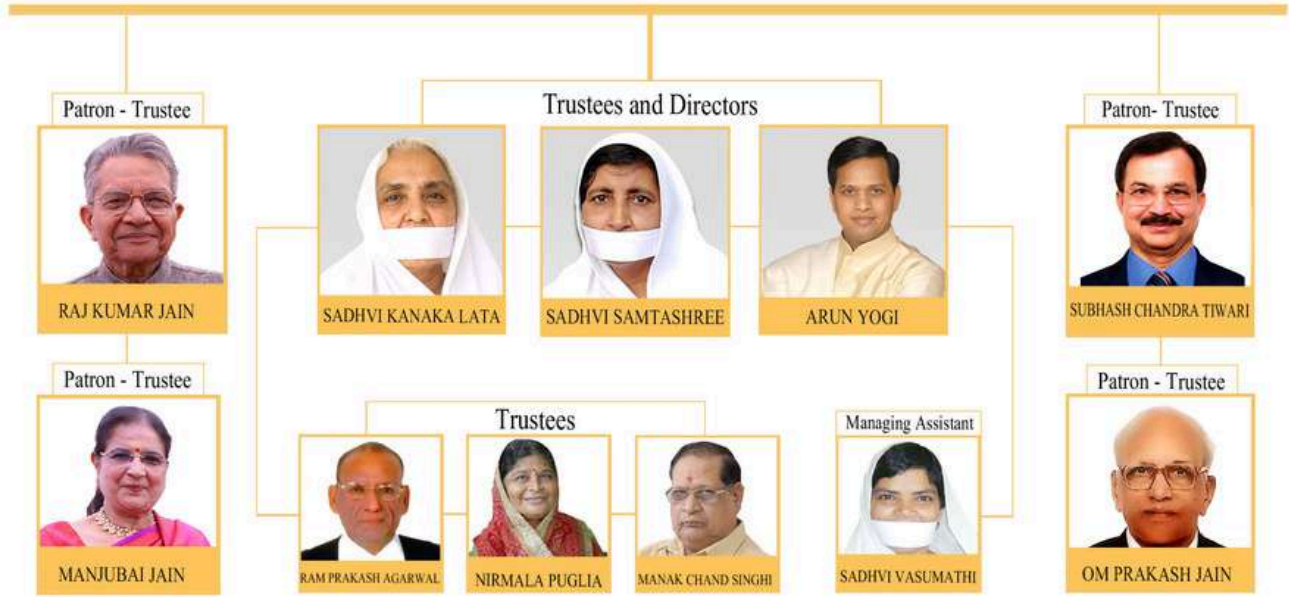 Patron - Trustee
RAJ KUMAR JAIN
Trustees and Directors
SADHVI KANAKA LATA
SADHVI SAMTASHREE
ARUN YOGI
Patron- Trustee
SUBHASH CHANDRA TIWARI
Patron - Trustee
MANJUBAI JAIN
Trustees
RAM PRAKASH AGARWAL
NIRMALA PUGLIA
MANAK CHAND SINGHI
Managing Assistant
SADHVI VASUMATHI
Patron - Trustee
OM PRAKASH JAIN